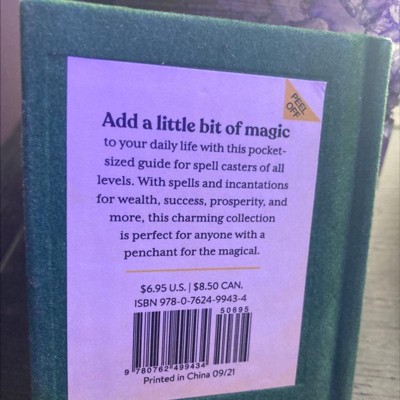 PEEL
OFF
Add a little bit of magic
to your daily life with this pocket-
sized guide for spell casters of all
levels. With spells and incantations
for wealth, success, prosperity, and
more, this charming collection
is perfect for anyone with a
penchant for the magical.
$6.95 U.S. | $8.50 CAN.
ISBN 978-0-7624-9943-4
50695
9 780762 499434
Printed in China 09/21